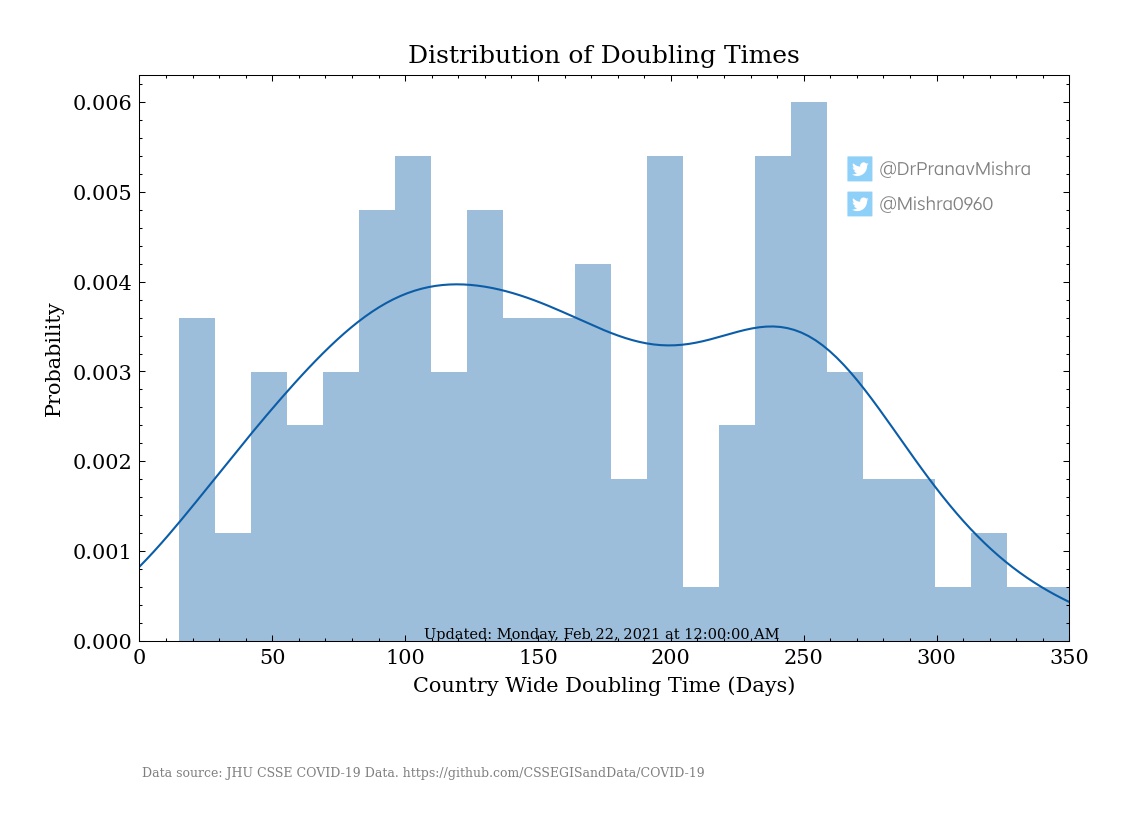 Distribution of Doubling Times
0.006
0.005
0.004
0.003
0.002
0.001
0.000
Probability
@DrPranavMishra
@Mishra0960
Updated: Monday, Feb 22, 2021 at 12:00:00 AM
0 50 100 150 200 250 300 350
Country Wide Doubling Time (Days)
Data source: JHU CSSE COVID-19 Data. https://github.com/CSSEGISandData/COVID-19